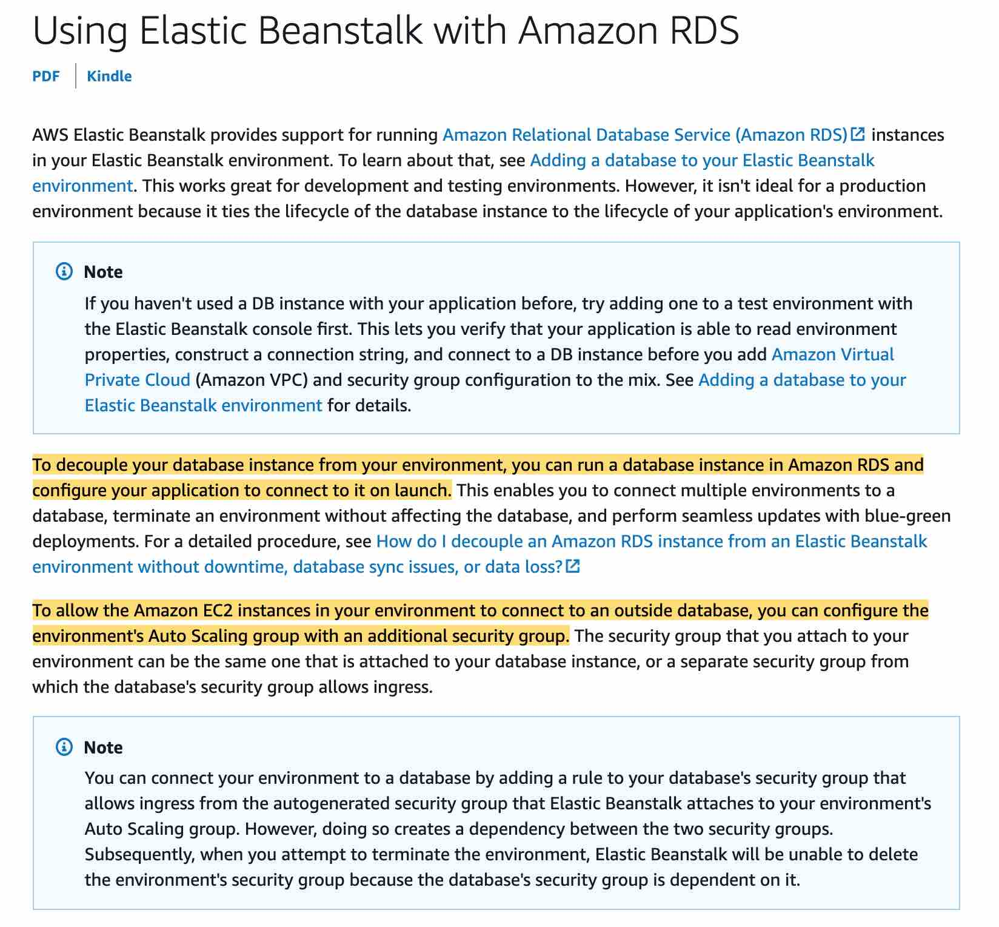 Using Elastic Beanstalk with Amazon RDS
PDF | Kindle
AWS Elastic Beanstalk provides support for running Amazon Relational Database Service (Amazon RDS) instances
in your Elastic Beanstalk environment. To learn about that, see Adding a database to your Elastic Beanstalk
environment. This works great for development and testing environments. However, it isn't ideal for a production
environment because it ties the lifecycle of the database instance to the lifecycle of your application's environment.
Note
If you haven't used a DB instance with your application before, try adding one to a test environment with
the Elastic Beanstalk console first. This lets you verify that your application is able to read environment
properties, construct a connection string, and connect to a DB instance before you add Amazon Virtual
Private Cloud (Amazon VPC) and security group configuration to the mix. See Adding a database to your
Elastic Beanstalk environment for details.
To decouple your database instance from your environment, you can run a database instance in Amazon RDS and
configure your application to connect to it on launch. This enables you to connect multiple environments to a
database, terminate an environment without affecting the database, and perform seamless updates with blue-green
deployments. For a detailed procedure, see How do I decouple an Amazon RDS instance from an Elastic Beanstalk
environment without downtime, database sync issues, or data loss?
To allow the Amazon EC2 instances in your environment to connect to an outside database, you can configure the
environment's Auto Scaling group with an additional security group. The security group that you attach to your
environment can be the same one that is attached to your database instance, or a separate security group from
which the database's security group allows ingress.
Note
You can connect your environment to a database by adding a rule to your database's security group that
allows ingress from the autogenerated security group that Elastic Beanstalk attaches to your environment's
Auto Scaling group. However, doing so creates a dependency between the two security groups.
Subsequently, when you attempt to terminate the environment, Elastic Beanstalk will be unable to delete
the environment's security group because the database's security group is dependent on it.